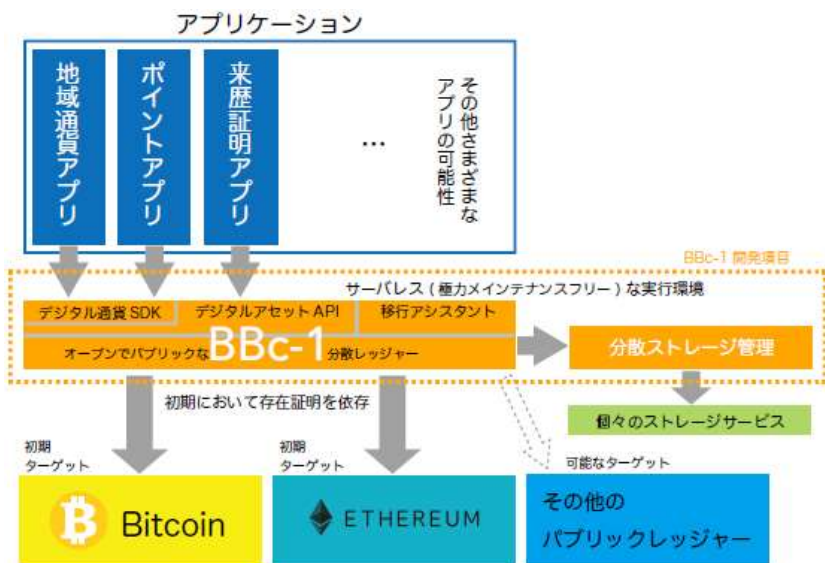 アプリケーション
地域通貨アプリ
ポイントアプリ
来歴証明アプリ
…
その他さまざまな
アプリの可能性
BBc-1 開発項目
サーバレス ( 極力メインテナンスフリー ) な実行環境
デジタル通貨 SDK
デジタルアセット API
移行アシスタント
オープンでパブリックな BBc-1 分散レッジャー
分散ストレージ管理
初期において存在証明を依存
個々のストレージサービス
初期
ターゲット
初期
ターゲット
可能なターゲット
Bitcoin
ETHEREUM
その他の
パブリックレッジャー